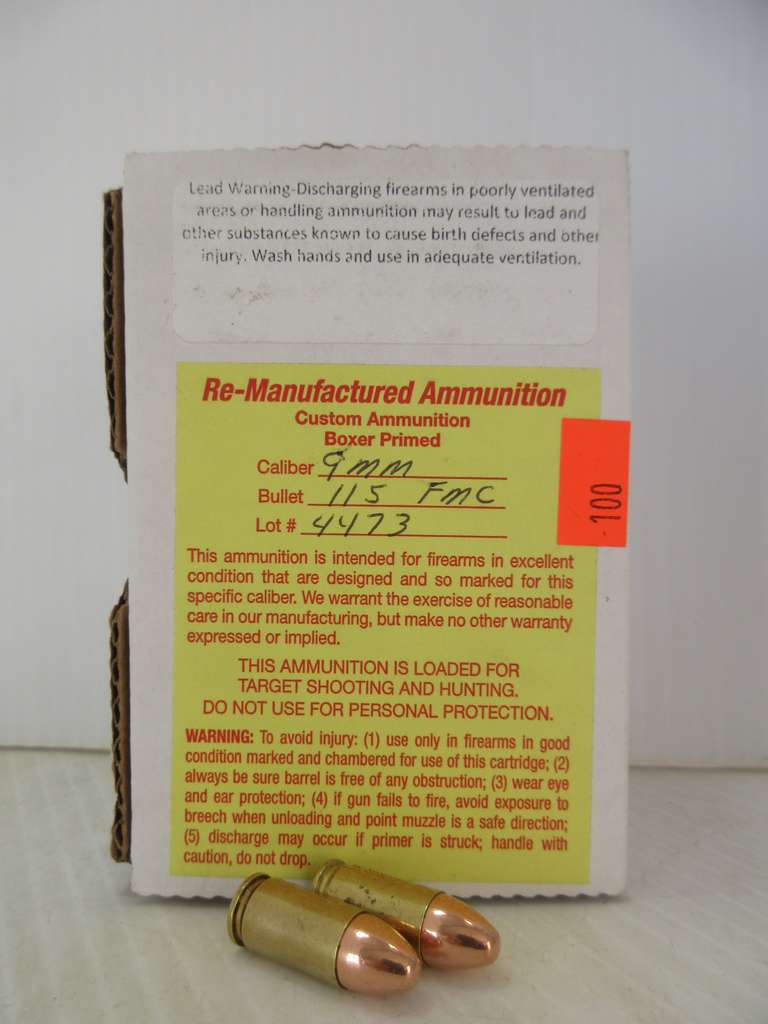 Lead Warning-Discharging firearms in poorly ventilated
areas or handling ammunition may result to lead and
other substances known to cause birth defects and other
injury. Wash hands and use in adequate ventilation.
Re-Manufactured Ammunition
Custom Ammunition
Boxer Primed
Caliber 9mm
Bullet 115 FMC
Lot # 4473
100
This ammunition is intended for firearms in excellent
condition that are designed and so marked for this
specific caliber. We warrant the exercise of reasonable
care in our manufacturing, but make no other warranty
expressed or implied.
THIS AMMUNITION IS LOADED FOR
TARGET SHOOTING AND HUNTING.
DO NOT USE FOR PERSONAL PROTECTION.
WARNING: To avoid injury: (1) use only in firearms in good
condition marked and chambered for use of this cartridge; (2)
always be sure barrel is free of any obstruction; (3) wear eye
and ear protection; (4) if gun fails to fire, avoid exposure to
breech when unloading and point muzzle is a safe direction;
(5) discharge may occur if primer is struck; handle with
caution, do not drop.